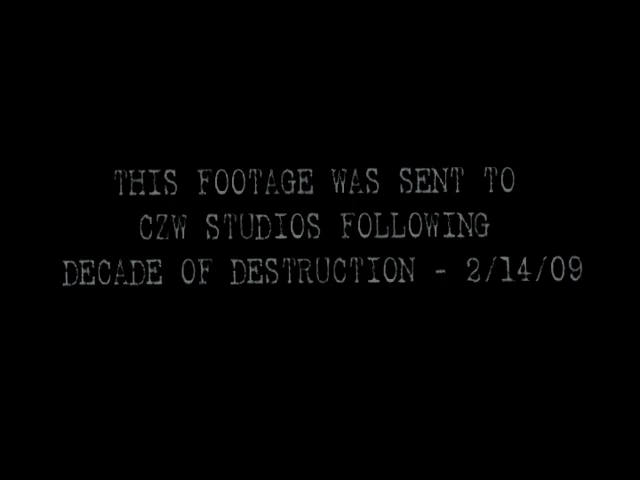 THIS FOOTAGE WAS SENT TO
CZW STUDIOS FOLLOWING
DECADE OF DESTRUCTION - 2/14/09